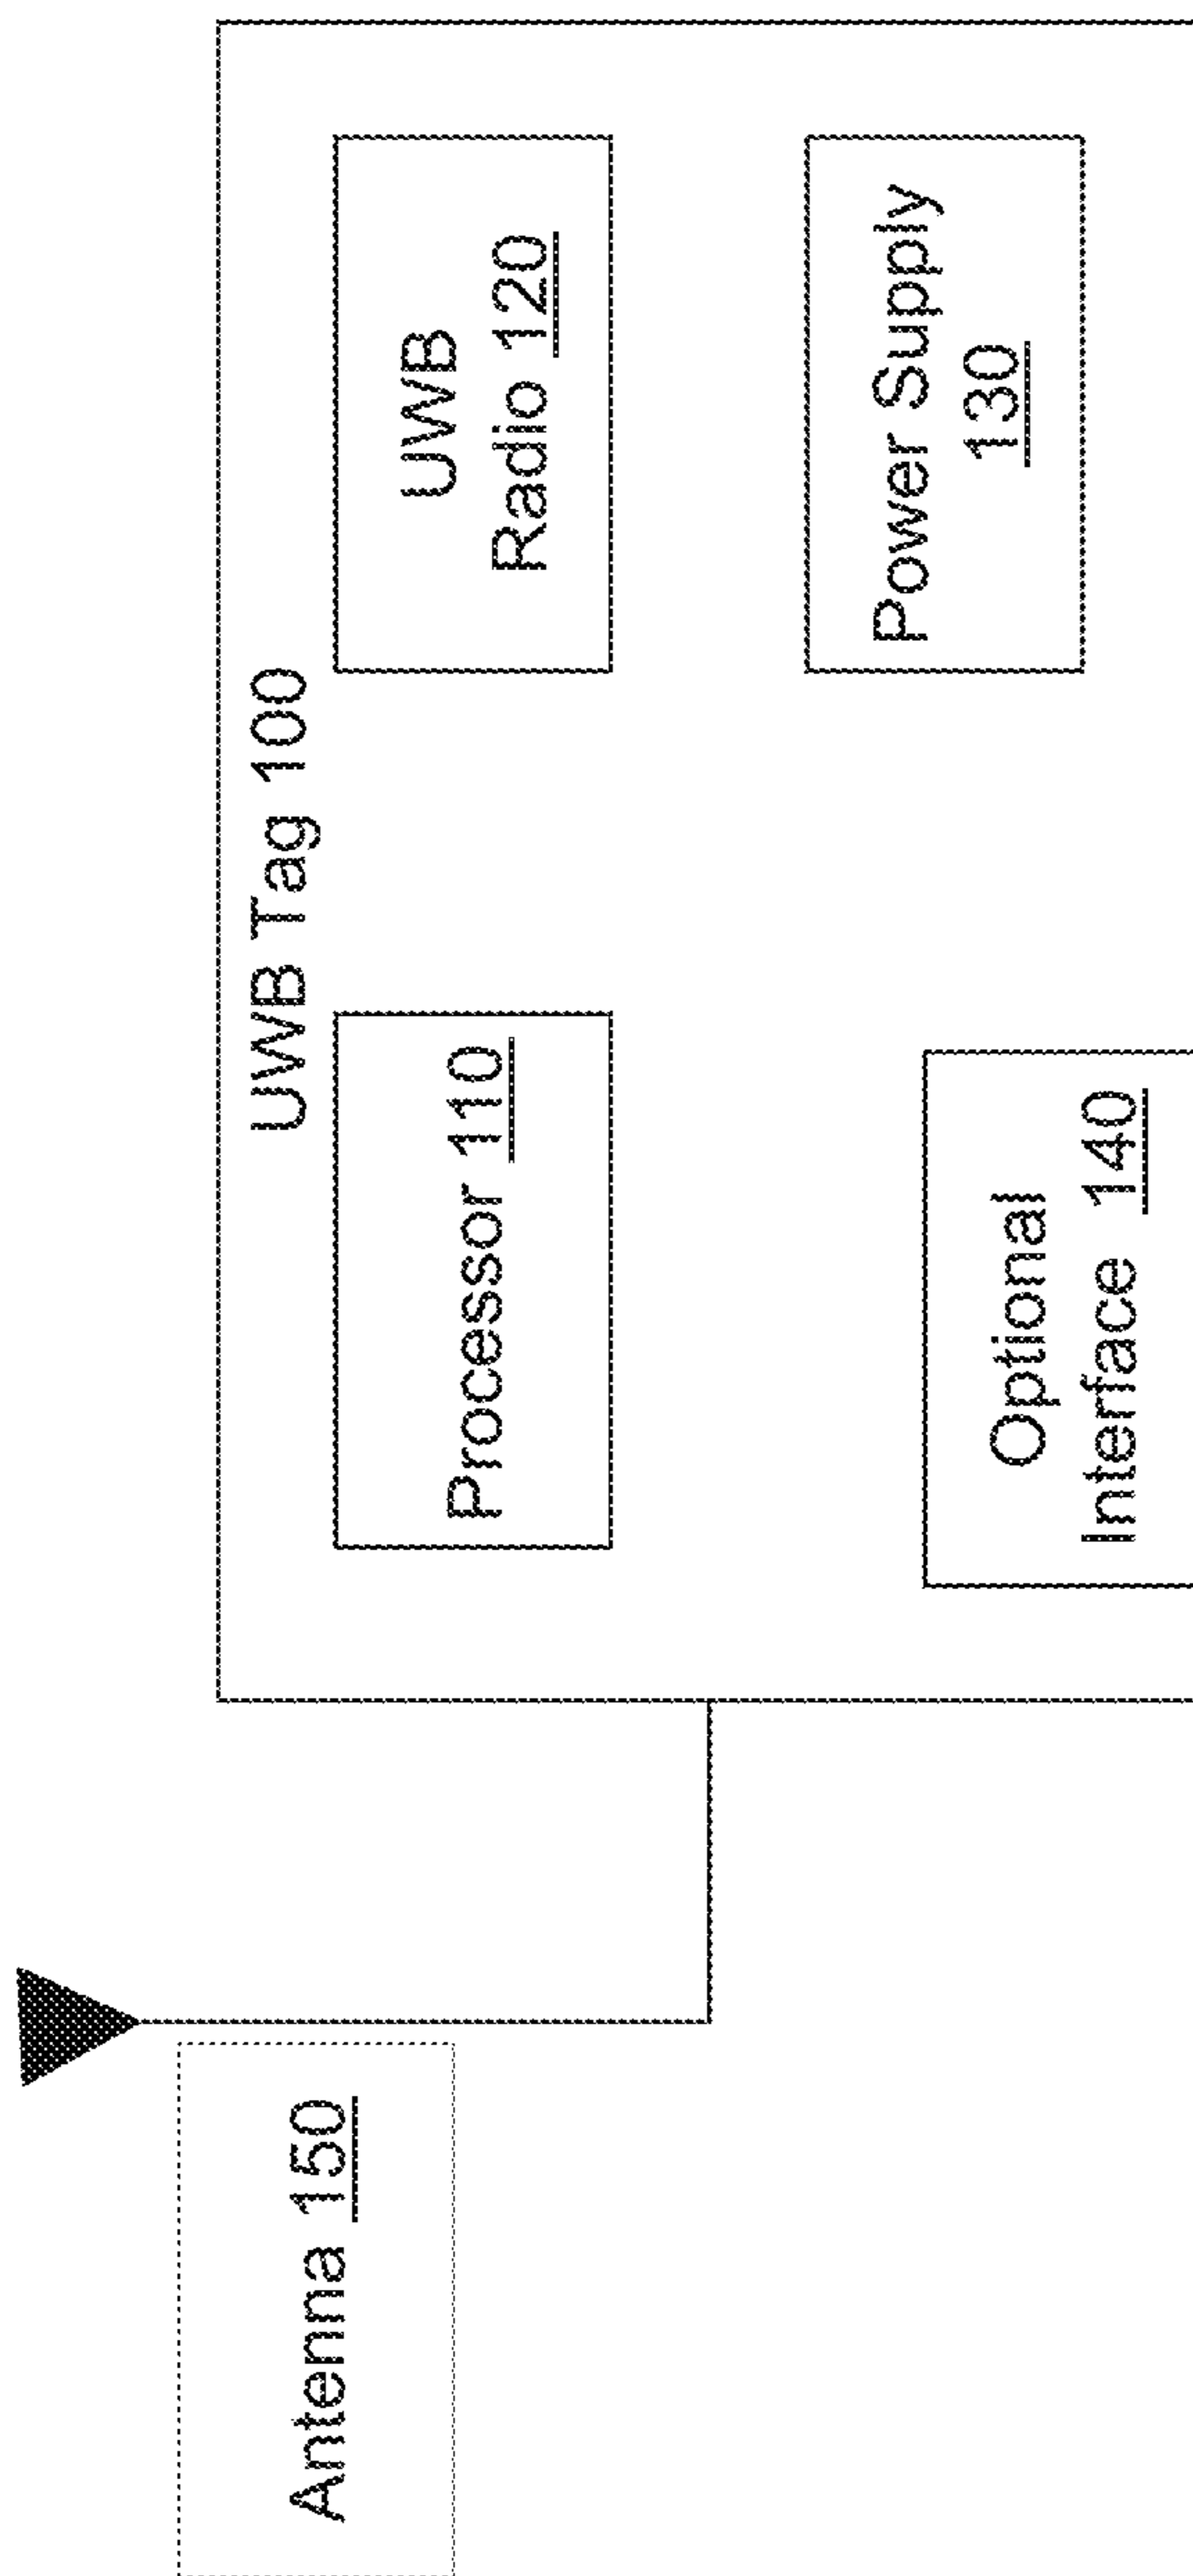 UWB Tag 100
Antenna 150
Processor 110
UWB
Radio 120
Power Supply
130
Optional
Interface 140